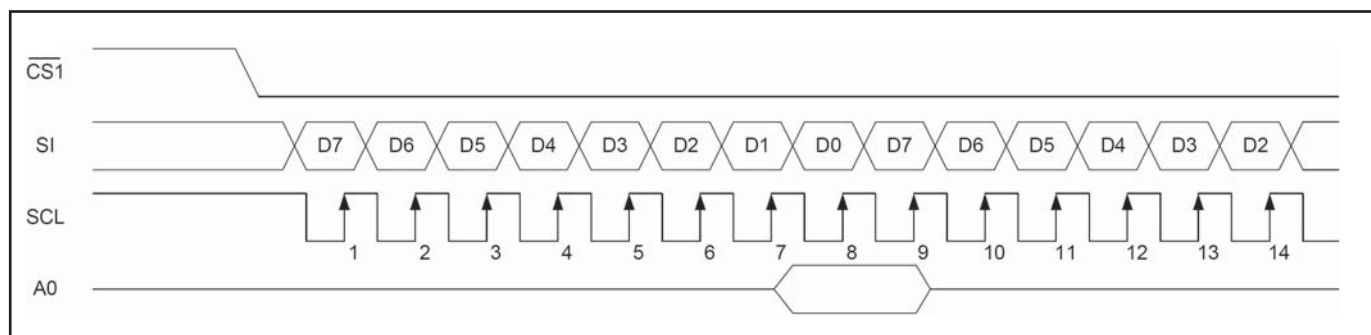 CS1
SI D7 D6 D5 D4 D3 D2 D1 D0 D7 D6 D5 D4 D3 D2
SCL
1 2 3 4 5 6 7 8 9 10 11 12 13 14
A0